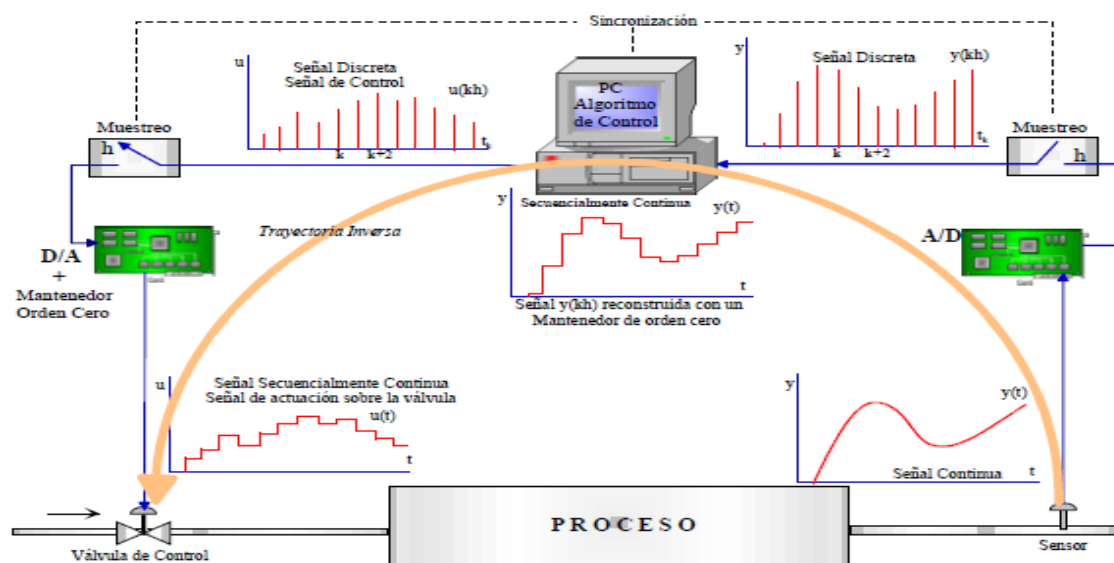 Sincronización
u
Señal Discreta
Señal de Control
u(kh)
t_k
k
k+2
y
Señal Discreta
y(kh)
t_k
k
k+2
PC
Algoritmo
de Control
Muestreo
h
Muestreo
h
Secuencialmente Continua
y
y(t)
t
Señal y(kh) reconstruida con un
Mantenedor de orden cero
Trayectoria Inversa
D/A
+
Mantenedor
Orden Cero
A/D
u
Señal Secuencialmente Continua
Señal de actuación sobre la válvula
u(t)
t
y
y(t)
Señal Continua
t
PROCESO
Válvula de Control
Sensor